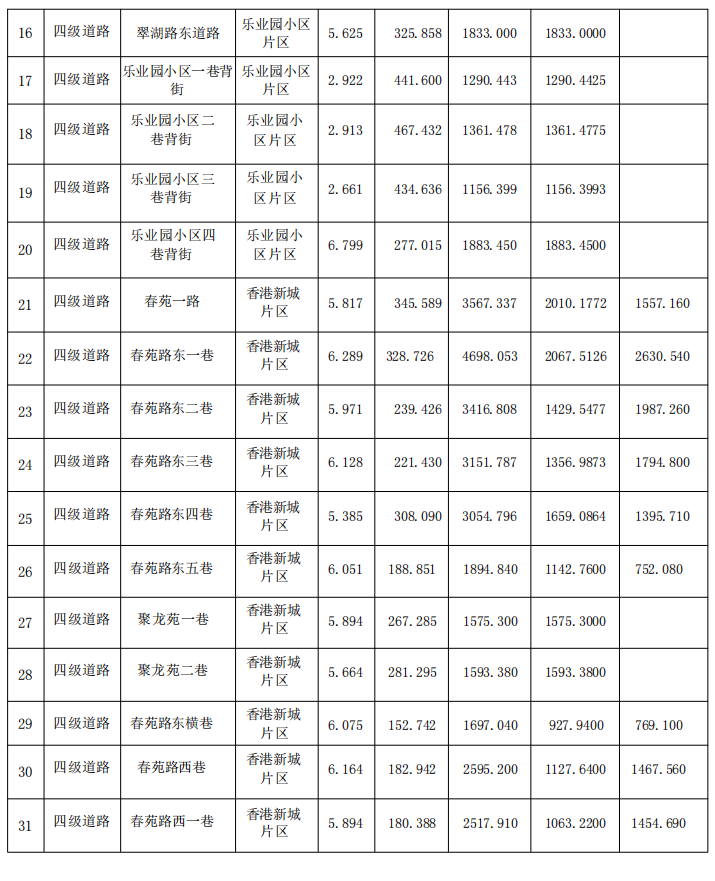 16 四级道路 翠湖路东道路 乐业园小区片区 5.625 325.858 1833.000 1833.0000
17 四级道路 乐业园小区一巷背街 乐业园小区片区 2.922 441.600 1290.443 1290.4425
18 四级道路 乐业园小区二巷背街 乐业园小区片区 2.913 467.432 1361.478 1361.4775
19 四级道路 乐业园小区三巷背街 乐业园小区片区 2.661 434.636 1156.399 1156.3993
20 四级道路 乐业园小区四巷背街 乐业园小区片区 6.799 277.015 1883.450 1883.4500
21 四级道路 春苑一路 香港新城片区 5.817 345.589 3567.337 2010.1772 1557.160
22 四级道路 春苑路东一巷 香港新城片区 6.289 328.726 4698.053 2067.5126 2630.540
23 四级道路 春苑路东二巷 香港新城片区 5.971 239.426 3416.808 1429.5477 1987.260
24 四级道路 春苑路东三巷 香港新城片区 6.128 221.430 3151.787 1356.9873 1794.800
25 四级道路 春苑路东四巷 香港新城片区 5.385 308.090 3054.796 1659.0864 1395.710
26 四级道路 春苑路东五巷 香港新城片区 6.051 188.851 1894.840 1142.7600 752.080
27 四级道路 聚龙苑一巷 香港新城片区 5.894 267.285 1575.300 1575.3000
28 四级道路 聚龙苑二巷 香港新城片区 5.664 281.295 1593.380 1593.3800
29 四级道路 春苑路东横巷 香港新城片区 6.075 152.742 1697.040 927.9400 769.100
30 四级道路 春苑路西巷 香港新城片区 6.164 182.942 2595.200 1127.6400 1467.560
31 四级道路 春苑路西一巷 香港新城片区 5.894 180.388 2517.910 1063.2200 1454.690